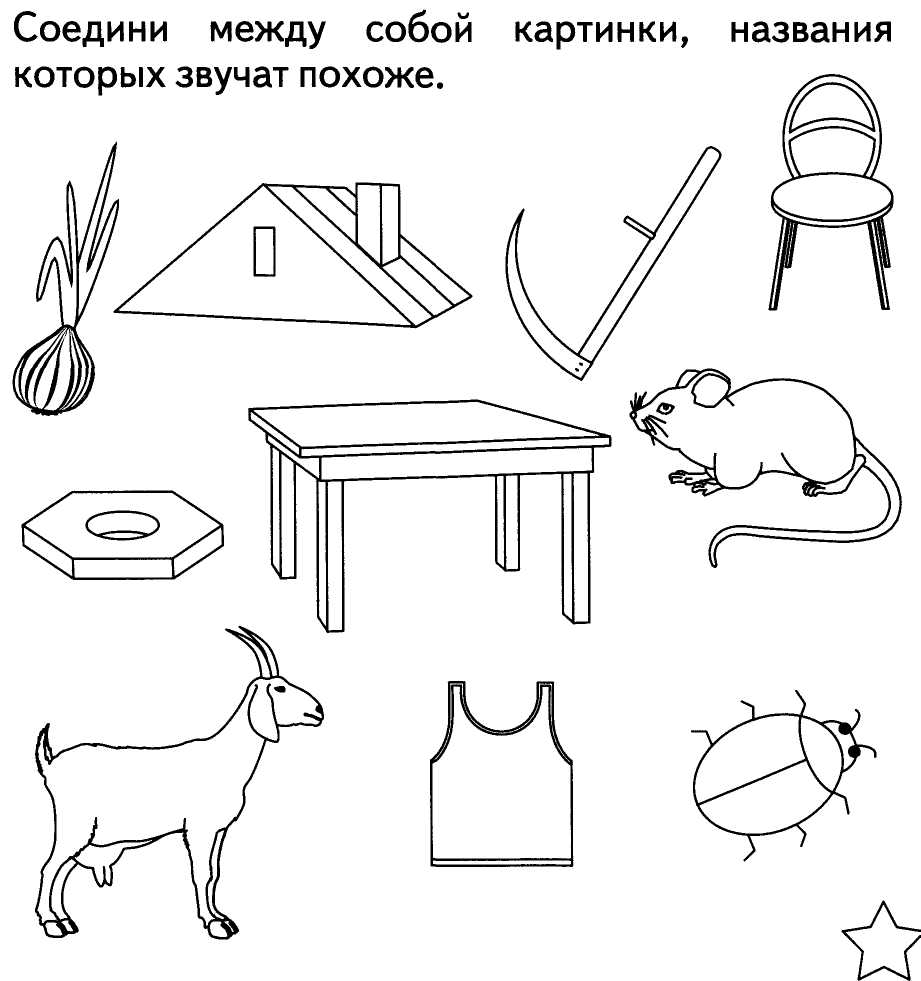 Соедини между собой картинки, названия
которых звучат похоже.